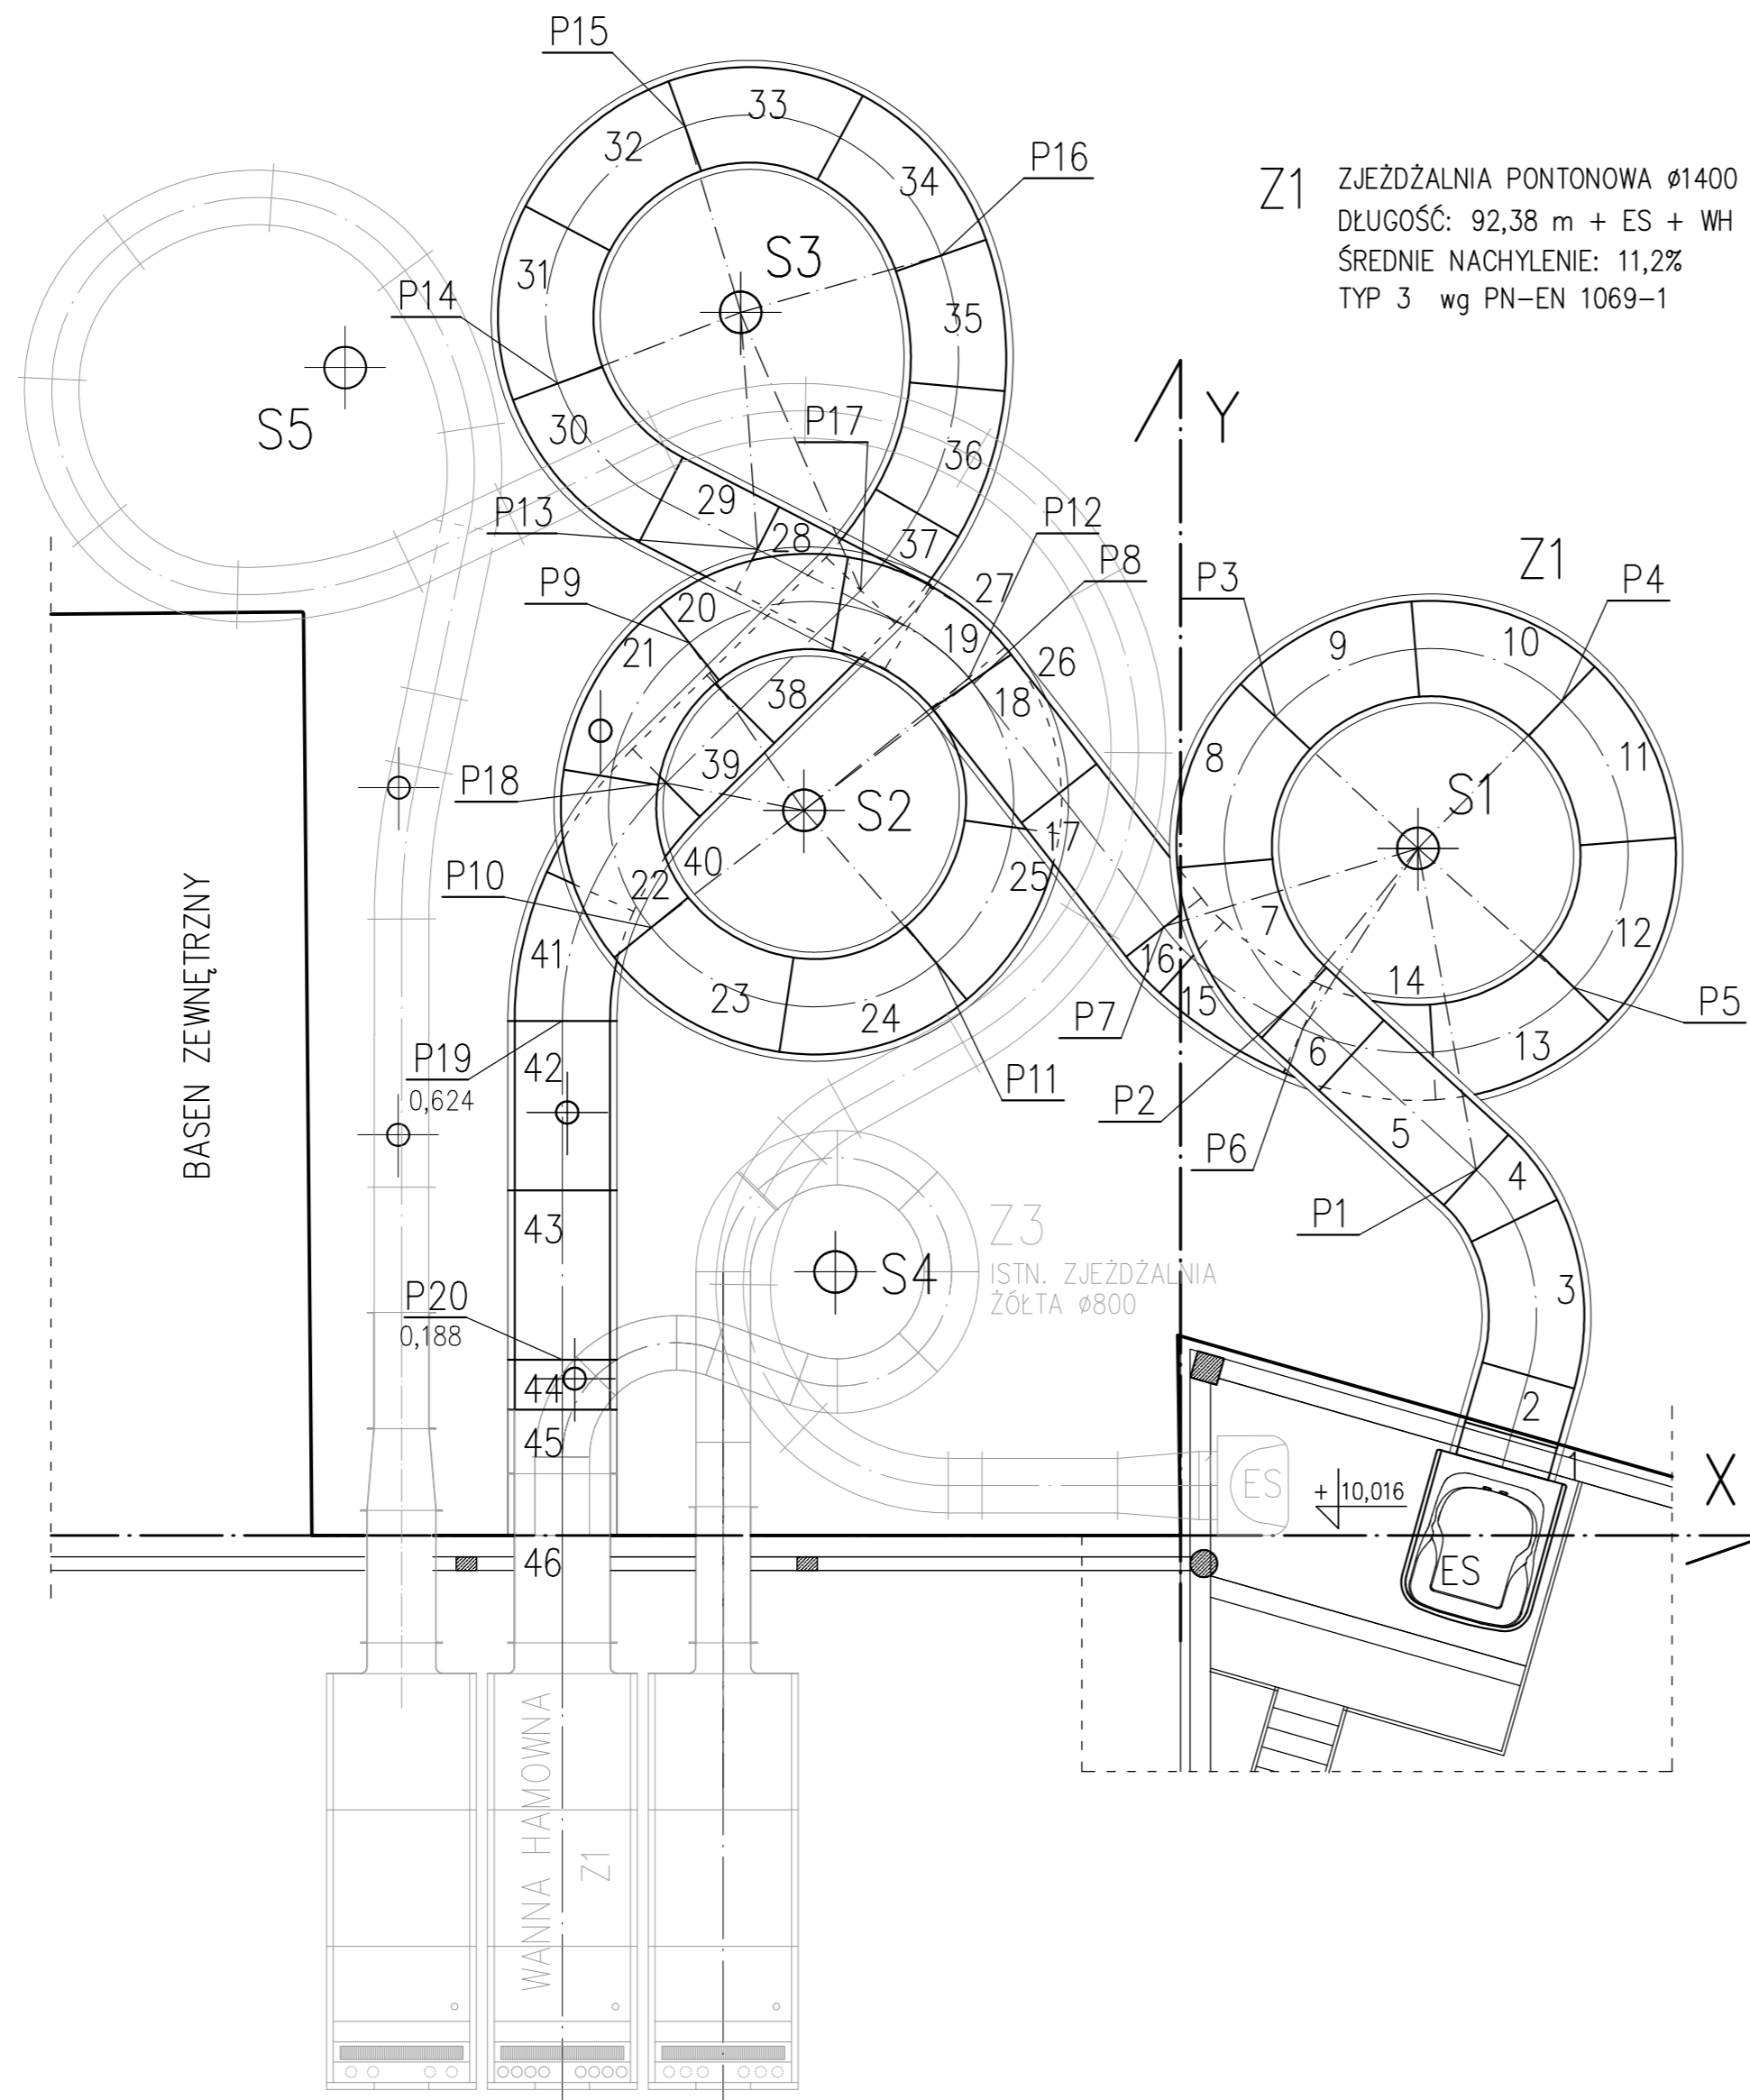 P15
33
32
P16
34
Z1
ZJEŻDŻALNIA PONTONOWA ø1400
DŁUGOŚĆ: 92,38 m + ES + WH
ŚREDNIE NACHYLENIE: 11,2%
TYP 3 wg PN-EN 1069-1
S3
31
P14
35
S5
30
P17
Y
36
29
P13
28
P12
37
P8
Z1
P3
P4
27
P9
20
19
9
10
21
26
18
38
8
11
39
P18
S2
S1
17
40
25
P10
22
7
12
BASEN ZEWNĘTRZNY
41
16
14
23
15
24
P7
P5
13
P19
0,624
42
P11
6
P2
5
P6
4
P1
43
Z3
ISTN. ZJEŻDŻALNIA
ŻÓŁTA ø800
S4
3
P20
0,188
44
2
45
ES
+ 10,016
X
46
ES
WANNA HAMOWNA
Z1